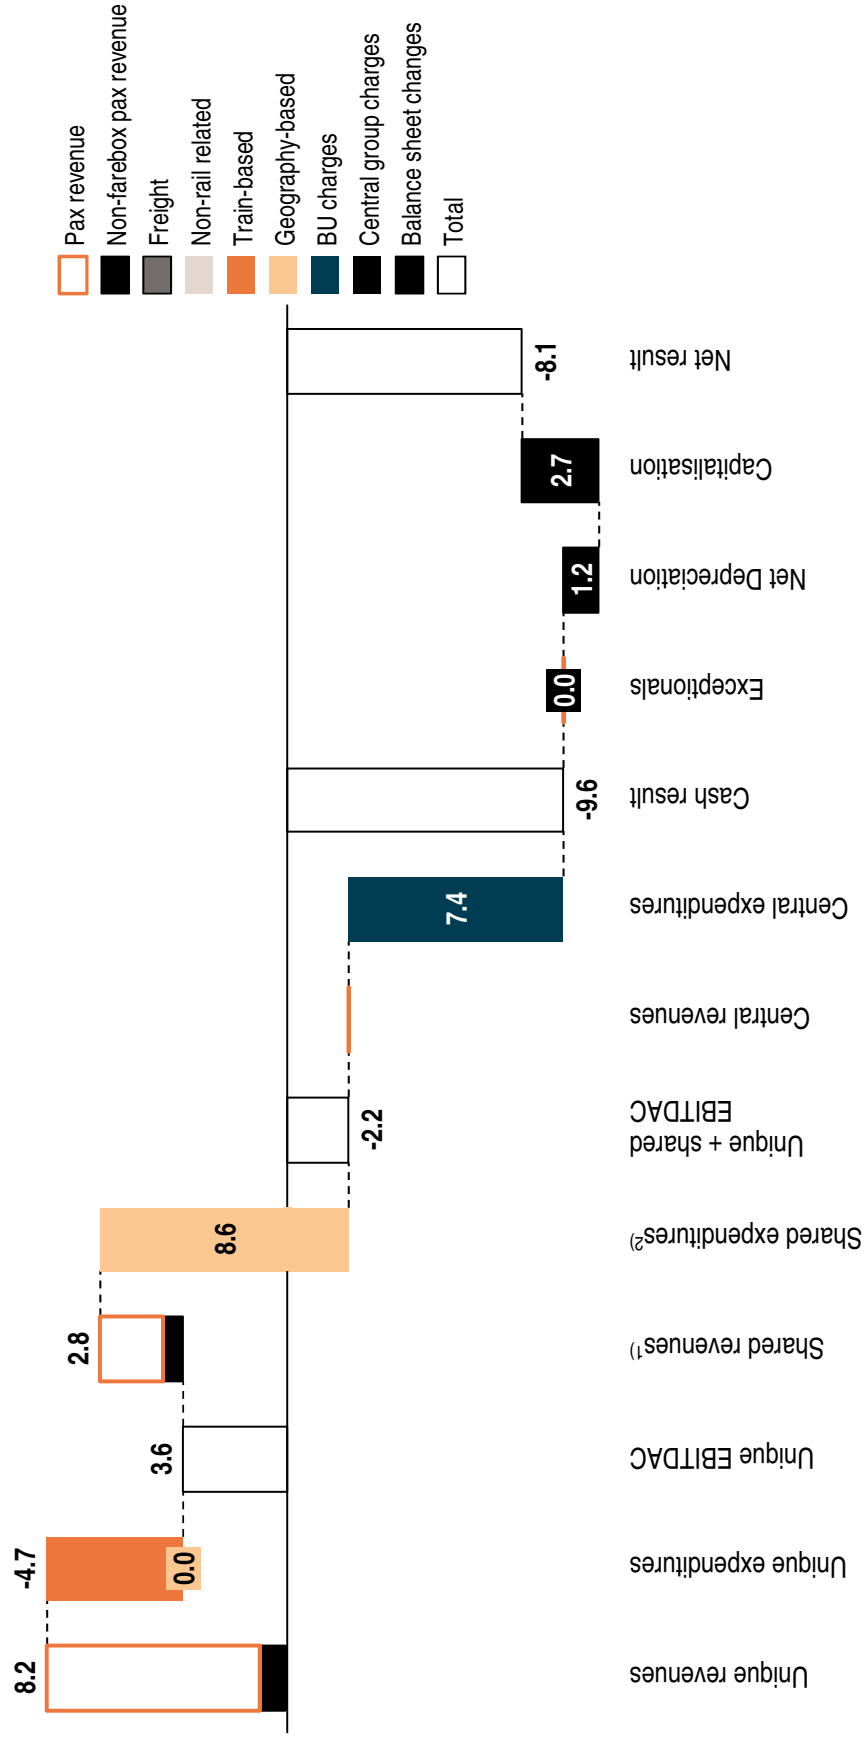 Pax revenue
Non-farebox pax revenue
Freight
Non-rail related
Train-based
Geography-based
BU charges
Central group charges
Balance sheet changes
Total
8.2
-4.7
0.0
3.6
2.8
8.6
-2.2
7.4
-9.6
0.0
1.2
2.7
-8.1
Unique revenues
Unique expenditures
Unique EBITDAC
Shared revenues1)
Shared expenditures2)
Unique + shared
EBITDAC
Central revenues
Central expenditures
Cash result
Exceptionals
Net Depreciation
Capitalisation
Net result